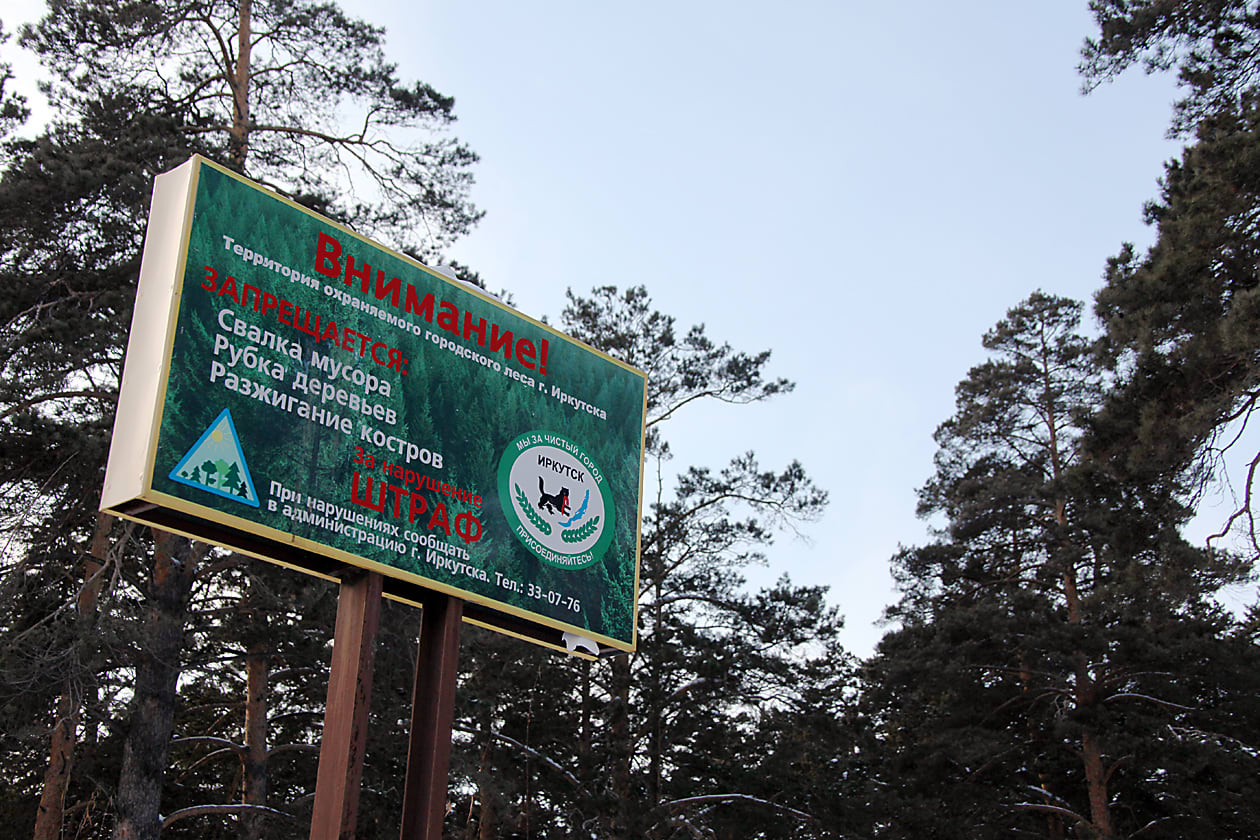 Внимание!
Территория охраняемого городского леса г. Иркутска
ЗАПРЕЩАЕТСЯ:
Свалка мусора
Рубка деревьев
Разжигание костров
За нарушение
ШТРАФ
При нарушениях сообщать
в администрацию г. Иркутска. Тел.: 33-07-76
МЫ ЗА ЧИСТЫЙ ГОРОД
ИРКУТСК
ПРИСОЕДИНЯЙТЕСЬ!